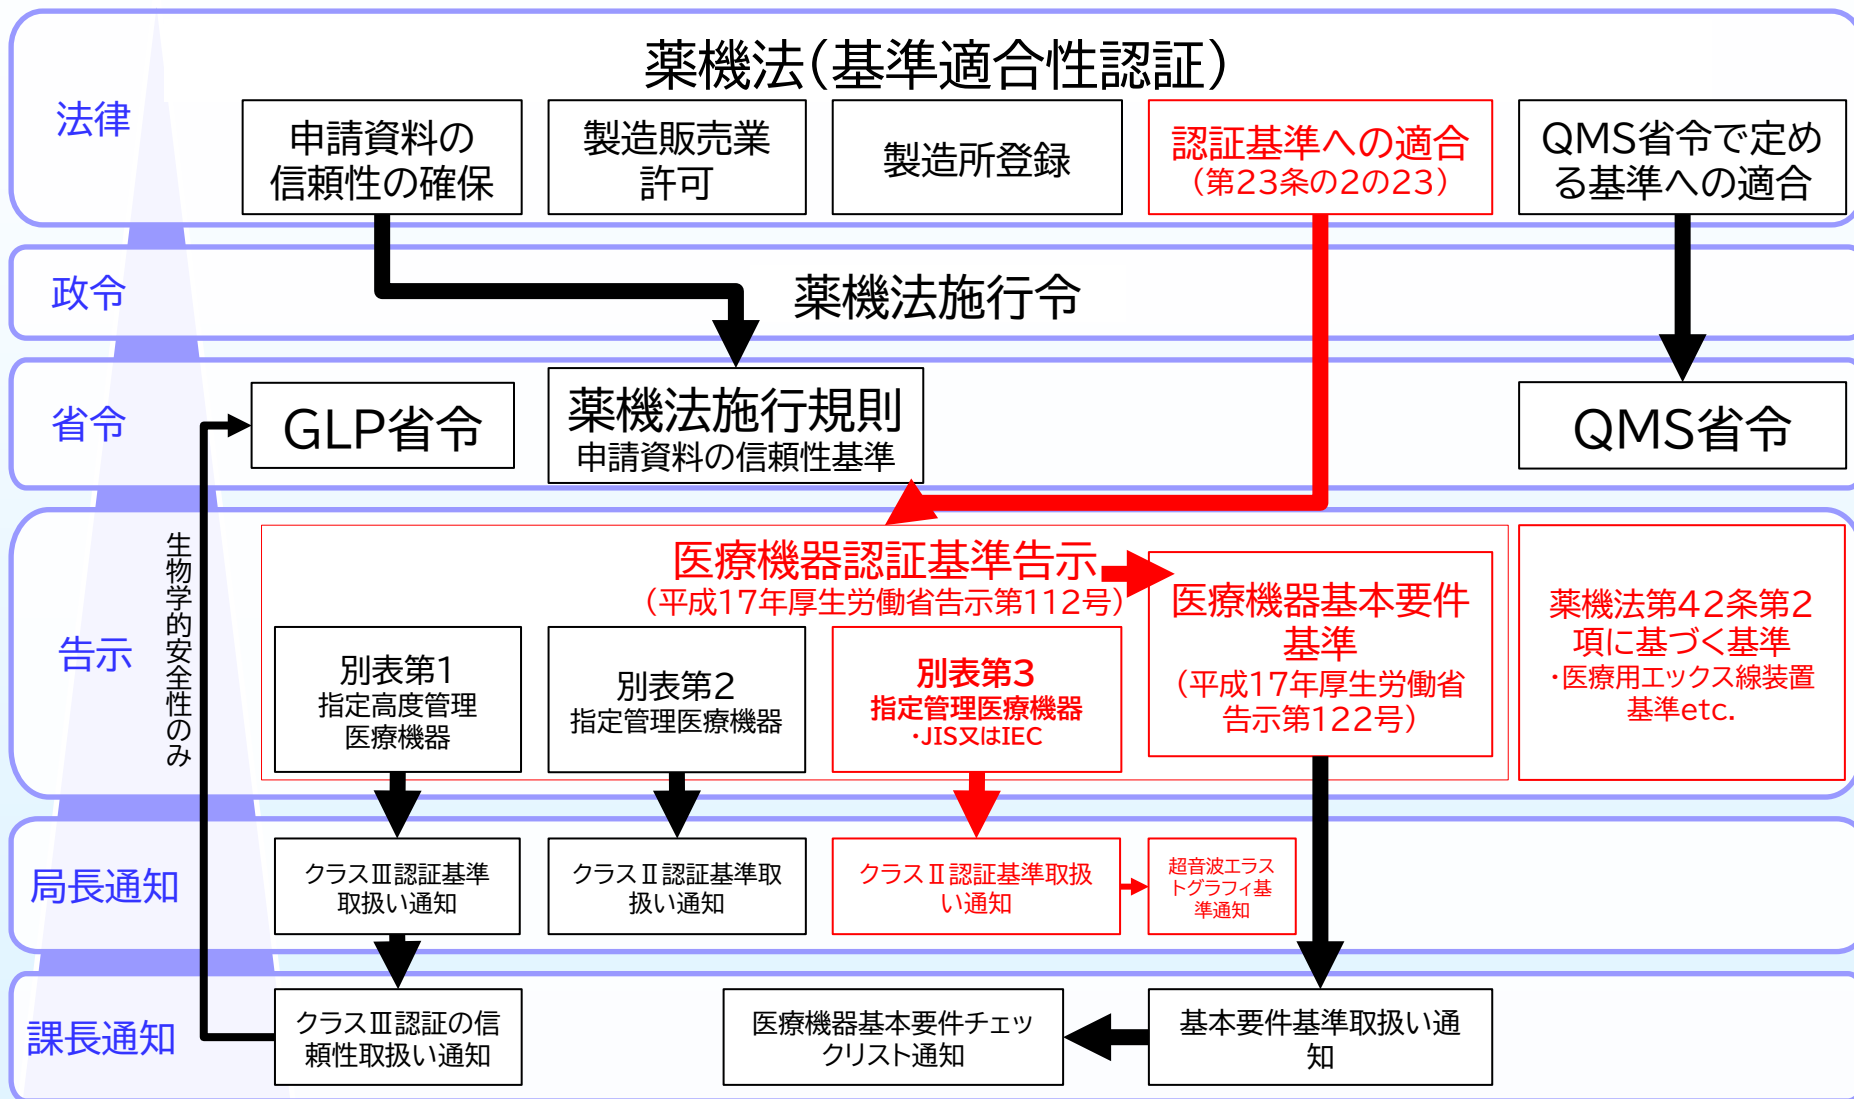 薬機法(基準適合性認証)
法律
申請資料の
信頼性の確保
製造販売業
許可
製造所登録
認証基準への適合
(第23条の2の23)
QMS省令で定め
る基準への適合
政令
薬機法施行令
省令
GLP省令
薬機法施行規則
申請資料の信頼性基準
QMS省令
告示
生物学的安全性のみ
医療機器認証基準告示
(平成17年厚生労働省告示第112号)
別表第1
指定高度管理
医療機器
別表第2
指定管理医療機器
別表第3
指定管理医療機器
・JIS又はIEC
医療機器基本要件
基準
(平成17年厚生労働省
告示第122号)
薬機法第42条第2
項に基づく基準
・医療用エックス線装置
基準etc.
局長通知
クラスⅢ認証基準
取扱い通知
クラスⅡ認証基準取
扱い通知
クラスⅡ認証基準取扱
い通知
超音波エラス
トグラフィ基
準通知
課長通知
クラスⅢ認証の信
頼性取扱い通知
医療機器基本要件チェッ
クリスト通知
基本要件基準取扱い通
知